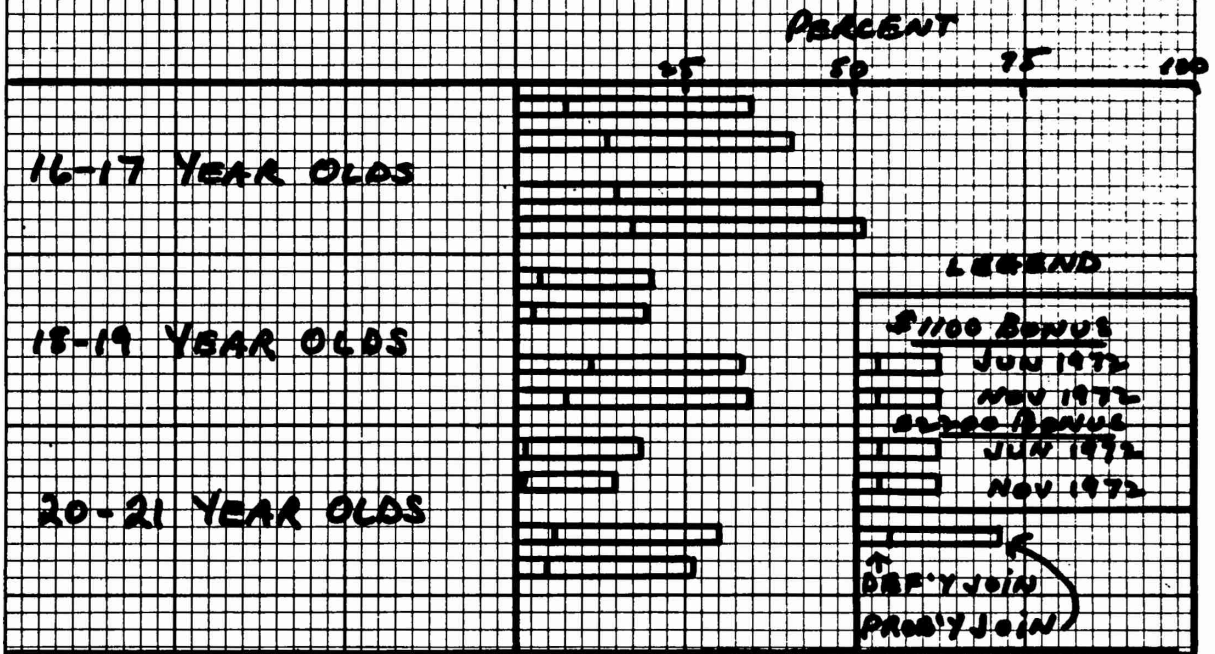 PERCENT
25 50 75 100
16-17 YEAR OLDS
18-19 YEAR OLDS
20-21 YEAR OLDS
LEGEND
$1100 BONUS
JUN 1972
NOV 1972
$2200 BONUS
JUN 1972
NOV 1972
DEF'Y JOIN
PROB'Y JOIN